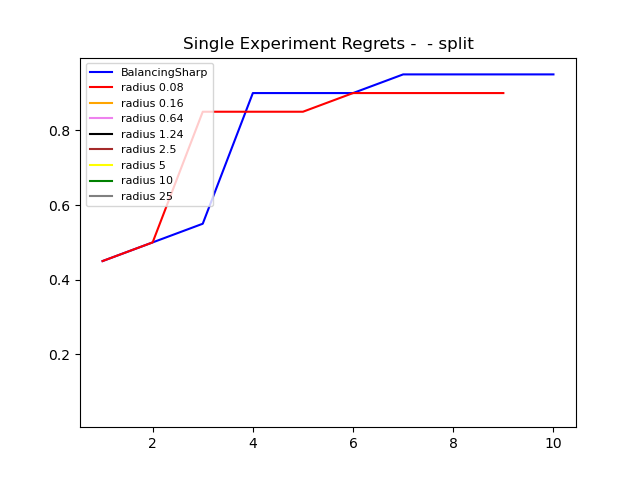 Single Experiment Regrets -  - split
BalancingSharp
radius 0.08
radius 0.16
radius 0.64
radius 1.24
radius 2.5
radius 5
radius 10
radius 25
0.8
0.6
0.4
0.2
2 4 6 8 10